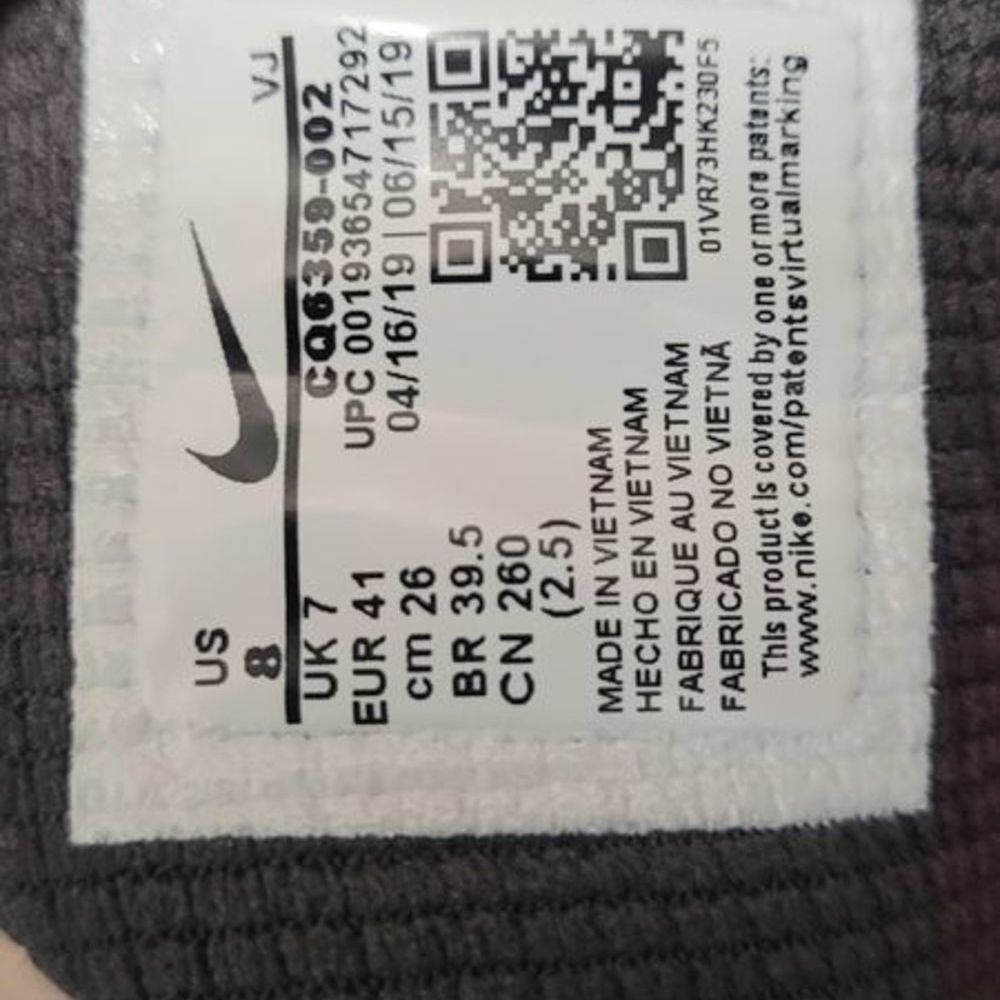 US
8
VJ
UK 7
EUR 41
cm 26
BR 39.5
CN 260
(2.5)
CQ6359-002
UPC 00193654717292
04/16/19 | 06/15/19
01VR73HK230F5
MADE IN VIETNAM
HECHO EN VIETNAM
FABRIQUE AU VIETNAM
FABRICADO NO VIETNÃ
This product Is covered by one or more patents:
www.nike.com/patentsvirtualmarking